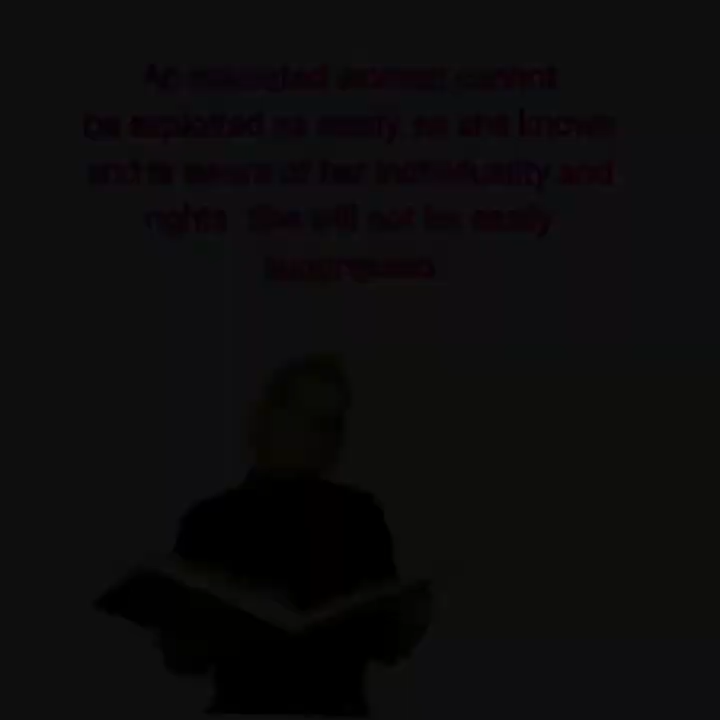 An educated woman cannot
be exploited as easily, as she knows
and is aware of her individuality and
rights. She will not be easily
suppressed.